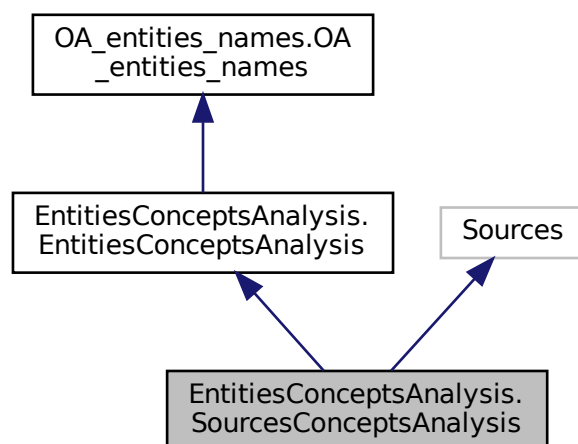 OA_entities_names.OA
_entities_names
EntitiesConceptsAnalysis.
EntitiesConceptsAnalysis
Sources
EntitiesConceptsAnalysis.
SourcesConceptsAnalysis